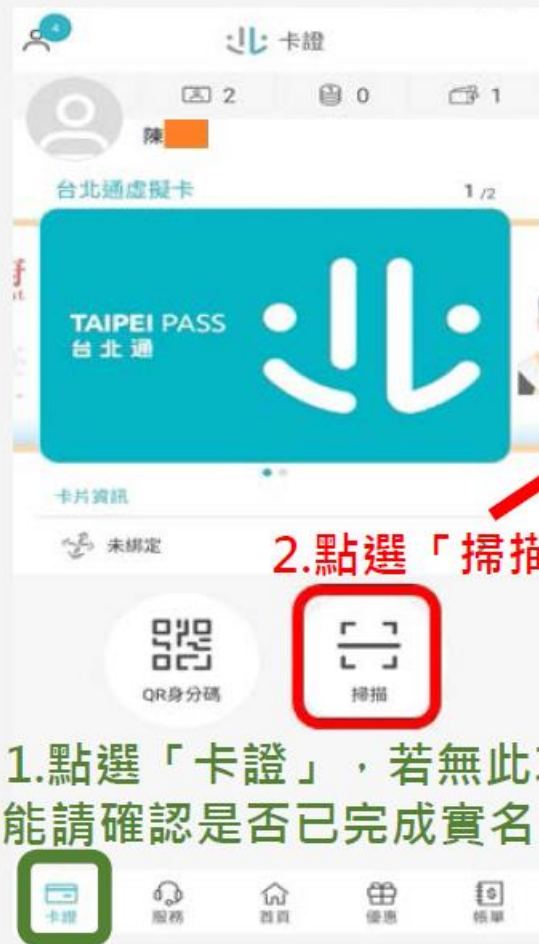 4
卡證
2
0
1
陳
台北通虛擬卡
1 /2
TAIPEI PASS
台北通
卡片資訊
未綁定
2.點選「掃描
QR身分碼
掃描
1.點選「卡證」，若無此
能請確認是否已完成實名
卡證
服務
首頁
優惠
帳單